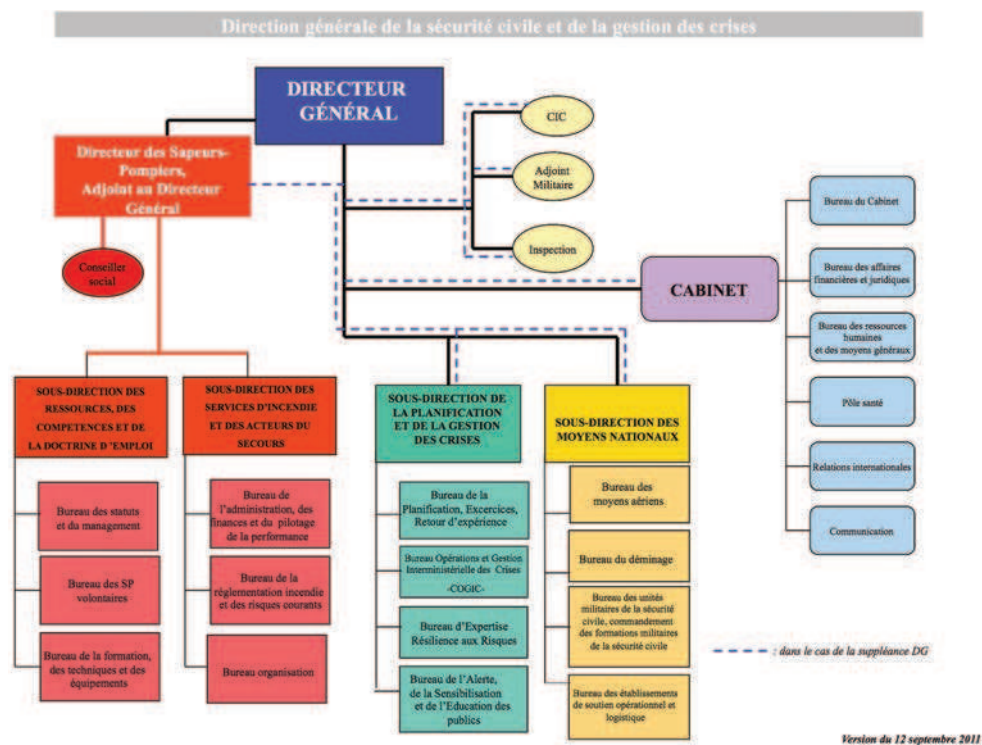 Direction générale de la sécurité civile et de la gestion des crises
DIRECTEUR
GÉNÉRAL
Directeur des Sapeurs-
Pompiers,
Adjoint au Directeur
Général
Conseiller
social
CIC
Adjoint
Militaire
Inspection
CABINET
Bureau du Cabinet
Bureau des affaires
financières et juridiques
Bureau des ressources
humaines
et des moyens généraux
Pôle santé
Relations internationales
Communication
SOUS-DIRECTION DES
RESSOURCES, DES
COMPETENCES ET DE
LA DOCTRINE D 'EMPLOI
Bureau des statuts
et du management
Bureau des SP
volontaires
Bureau de la formation,
des techniques et des
équipements
SOUS-DIRECTION DES
SERVICES D'INCENDIE
ET DES ACTEURS DU
SECOURS
Bureau de
l'administration, des
finances et du pilotage
de la performance
Bureau de la
réglementation incendie
et des risques courants
Bureau organisation
SOUS-DIRECTION DE
LA PLANIFICATION
ET DE LA GESTION
DES CRISES
Bureau de la
Planification, Excercices,
Retour d'expérience
Bureau Opérations et Gestion
Interministérielle des Crises
-COGIC-
Bureau d'Expertise
Résilience aux Risques
Bureau de l'Alerte,
de la Sensibilisation
et de l'Education des
publics
SOUS-DIRECTION DES
MOYENS NATIONAUX
Bureau des
moyens aériens
Bureau du déminage
Bureau des unités
militaires de la sécurité
civile, commandement
des formations militaires
de la sécurité civile
Bureau des établissements
de soutien opérationnel et
logistique
: dans le cas de la suppléance DG
Version du 12 septembre 2011